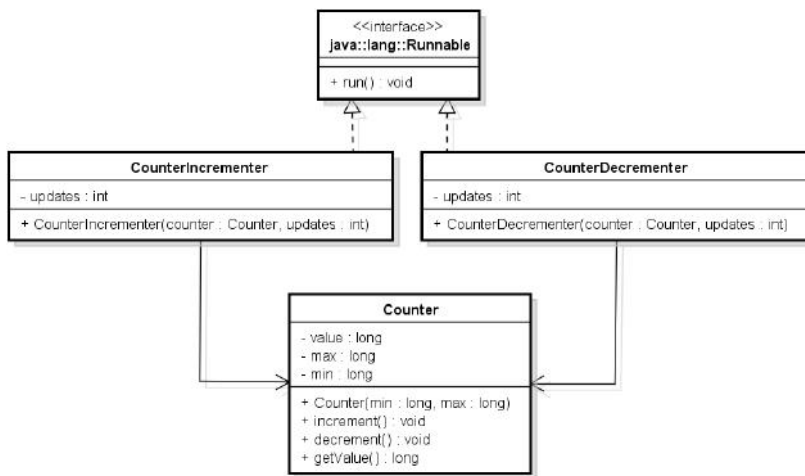 <<interface>>
java::lang::Runnable
+ run() : void
CounterIncrementer
- updates : int
+ CounterIncrementer(counter : Counter, updates : int)
CounterDecrementer
- updates : int
+ CounterDecrementer(counter : Counter, updates : int)
Counter
- value : long
- max : long
- min : long
+ Counter(min : long, max : long)
+ increment() : void
+ decrement() : void
+ getValue() : long